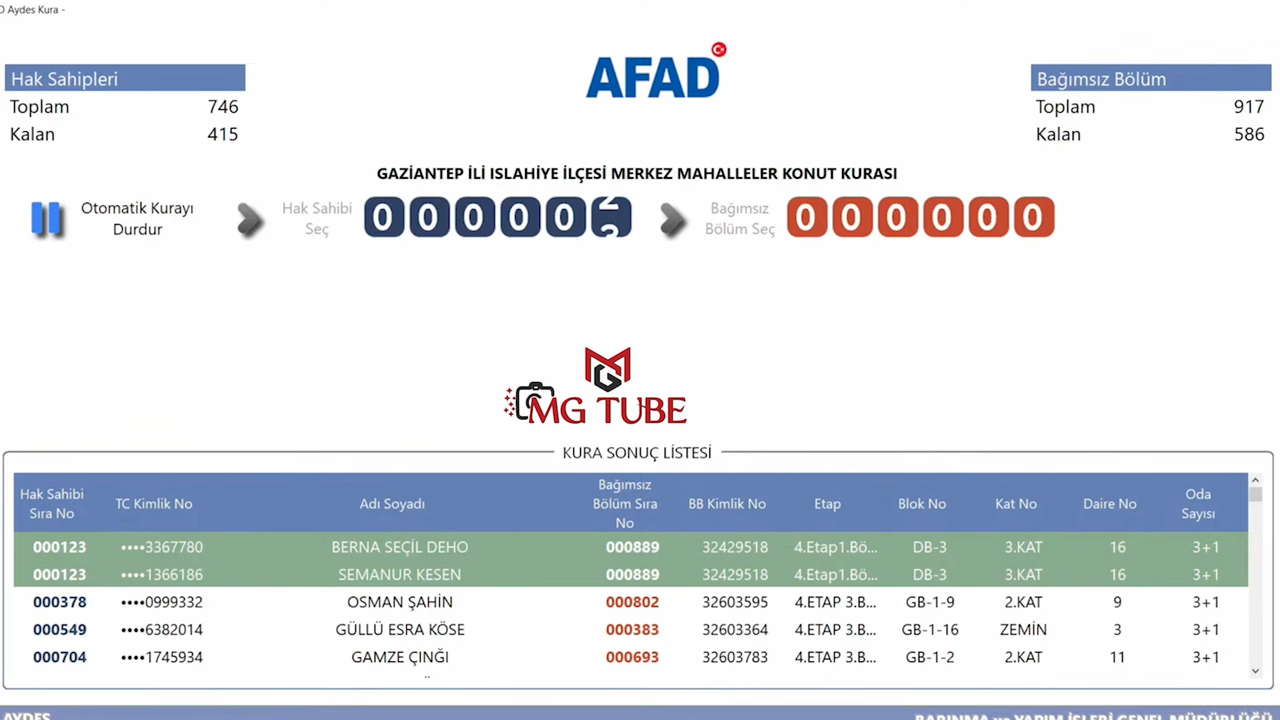 Aydes Kura -
AFAD
Hak Sahipleri
Toplam 746
Kalan 415
Bağımsız Bölüm
Toplam 917
Kalan 586
GAZİANTEP İLİ ISLAHİYE İLÇESİ MERKEZ MAHALLELER KONUT KURASI
Otomatik Kurayı
Durdur
Hak Sahibi
Seç
0 0 0 0 0
Bağımsız
Bölüm Seç
0 0 0 0 0 0
MG TUBE
KURA SONUÇ LİSTESİ
Hak Sahibi Sıra No TC Kimlik No Adı Soyadı Bağımsız Bölüm Sıra No BB Kimlik No Etap Blok No Kat No Daire No Oda Sayısı
000123 ••••3367780 BERNA SEÇİL DEHO 000889 32429518 4.Etap1.Bö... DB-3 3.KAT 16 3+1
000123 ••••1366186 SEMANUR KESEN 000889 32429518 4.Etap1.Bö... DB-3 3.KAT 16 3+1
000378 ••••0999332 OSMAN ŞAHİN 000802 32603595 4.ETAP 3.B... GB-1-9 2.KAT 9 3+1
000549 ••••6382014 GÜLLÜ ESRA KÖSE 000383 32603364 4.ETAP 3.B... GB-1-16 ZEMİN 3 3+1
000704 ••••1745934 GAMZE ÇINĞI 000693 32603783 4.ETAP 3.B... GB-1-2 2.KAT 11 3+1
AYDES
BARINMA ve YAPIM İŞLERİ GENEL MÜDÜRLÜĞÜ